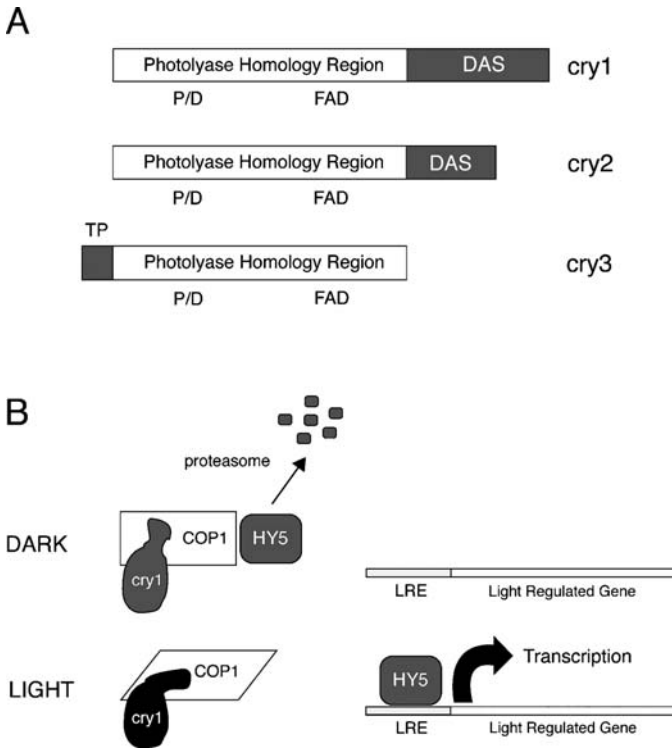 A
Photolyase Homology Region DAS cry1
P/D FAD
Photolyase Homology Region DAS cry2
P/D FAD
TP
Photolyase Homology Region cry3
P/D FAD
B
proteasome
DARK COP1 HY5
cry1
LRE Light Regulated Gene
LIGHT COP1 HY5 Transcription
cry1
LRE Light Regulated Gene